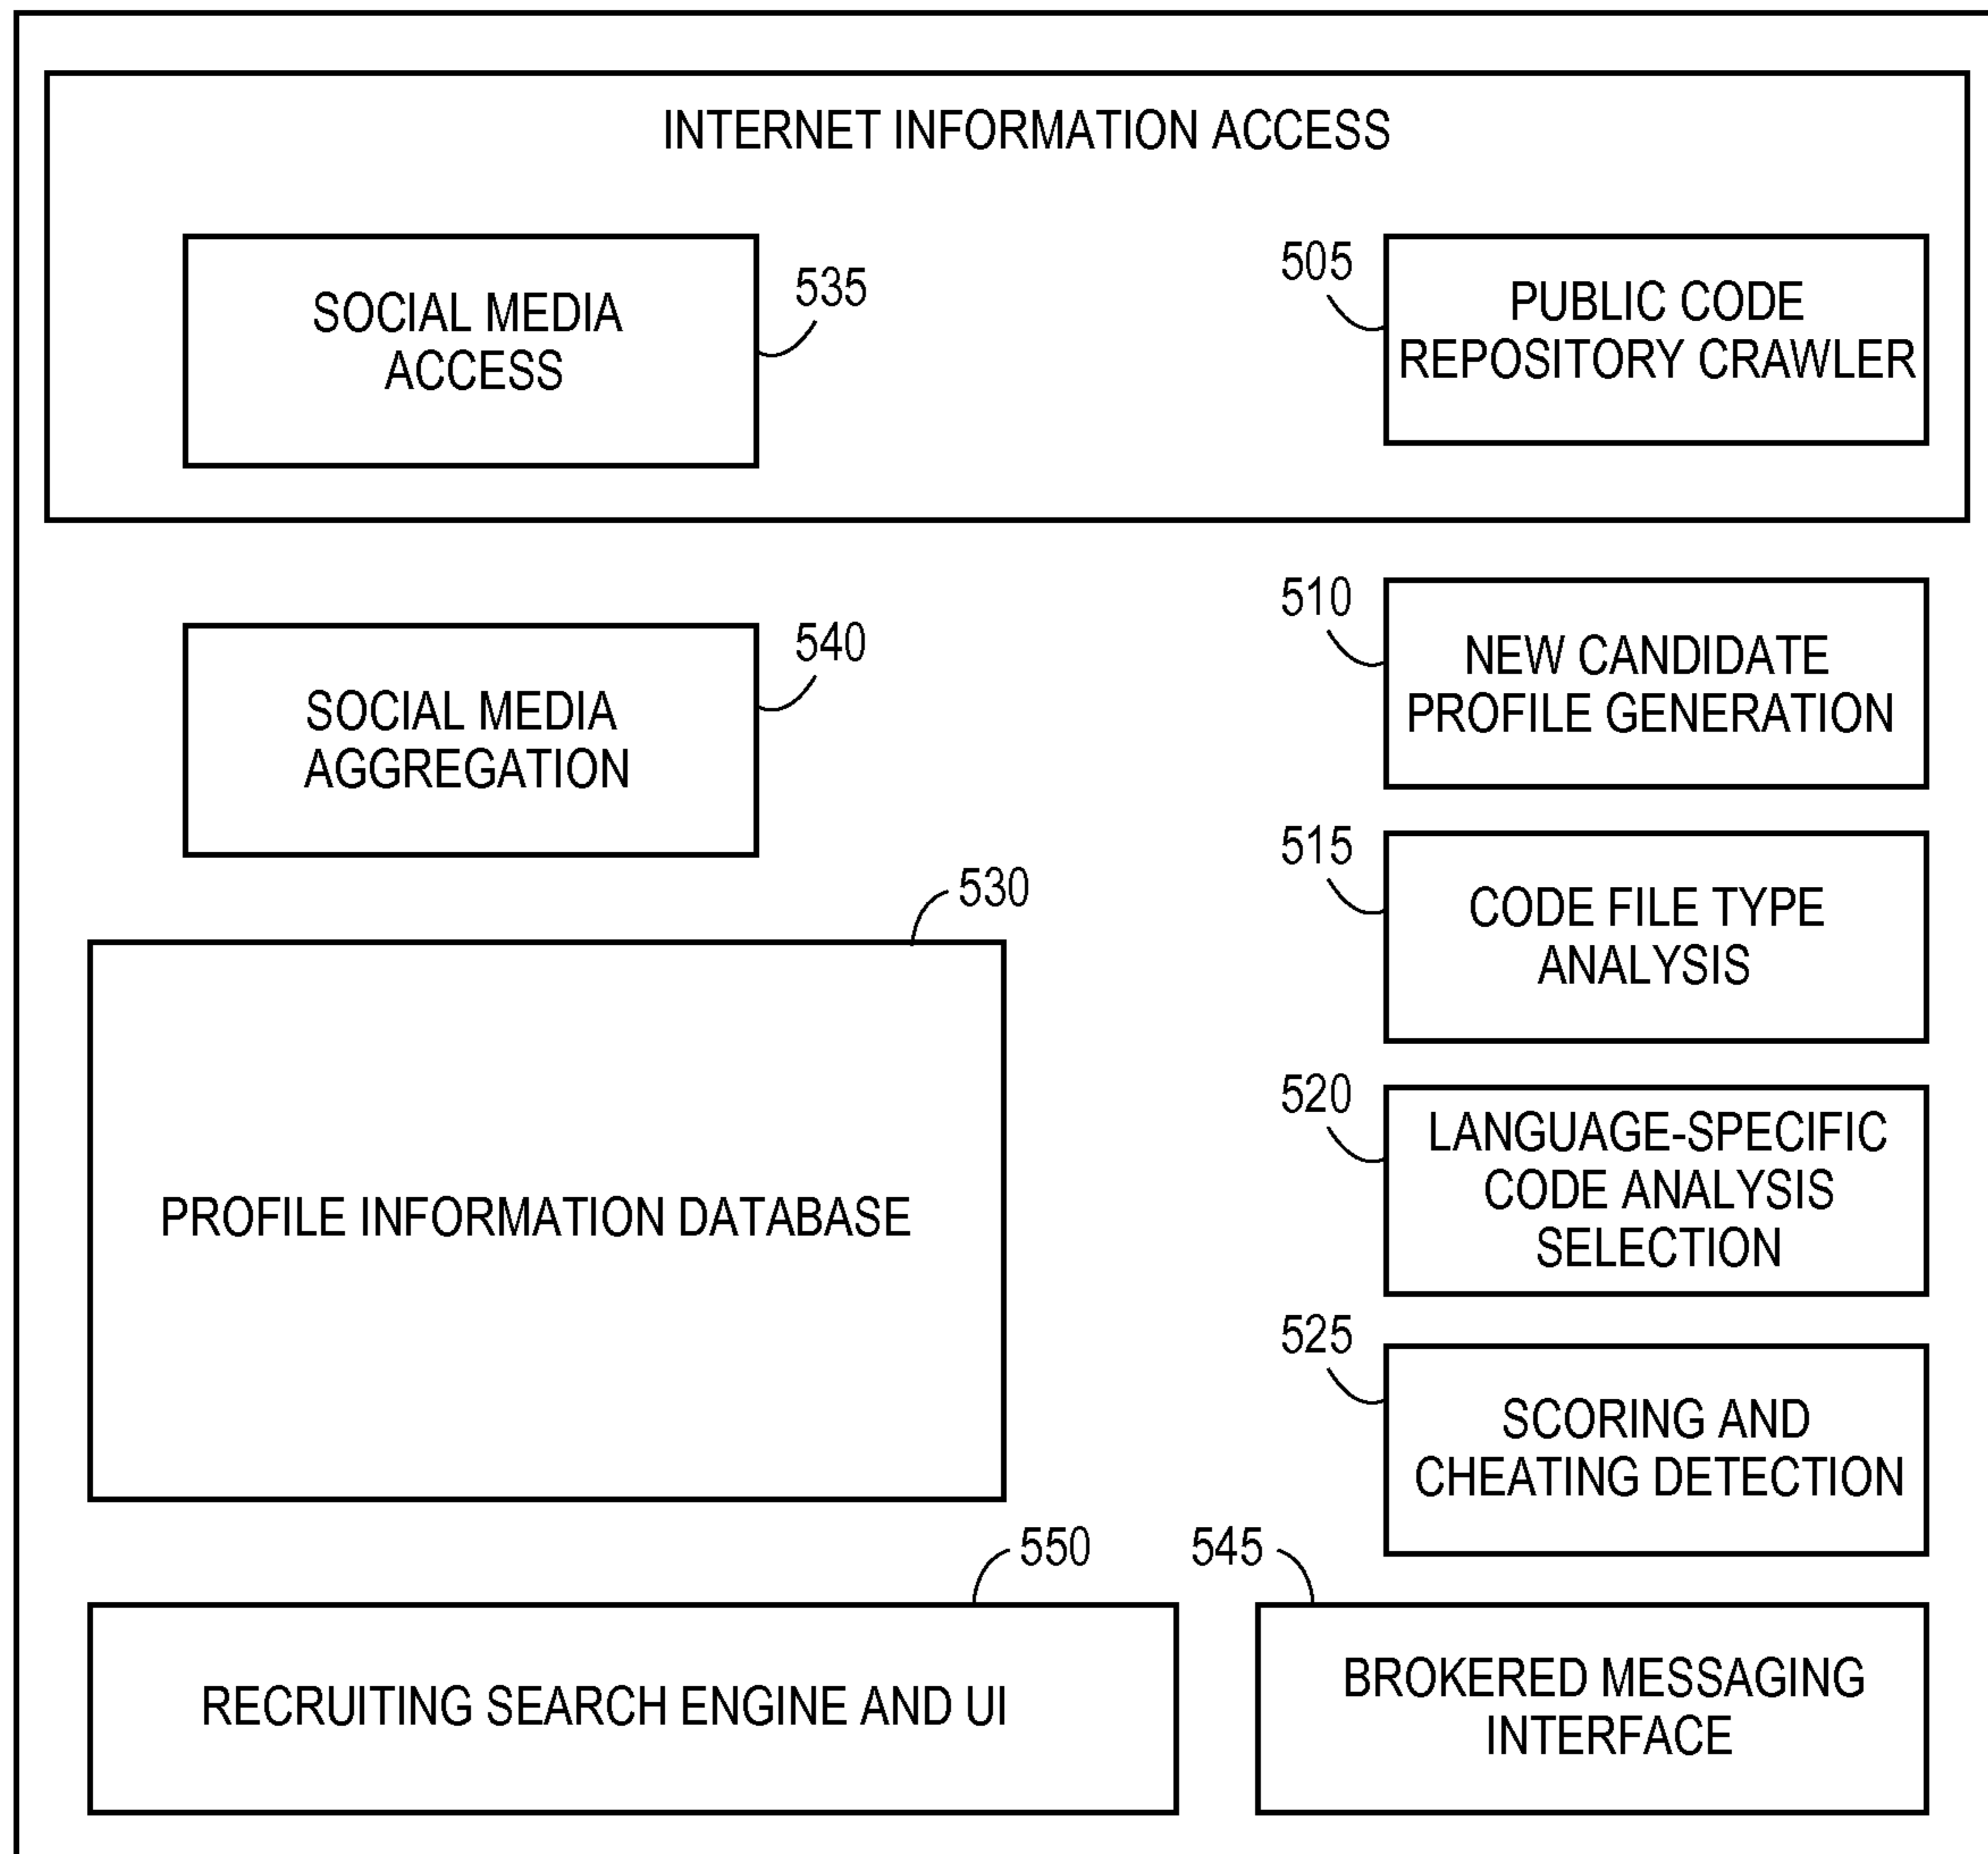 INTERNET INFORMATION ACCESS
SOCIAL MEDIA
ACCESS
535
505
PUBLIC CODE
REPOSITORY CRAWLER
SOCIAL MEDIA
AGGREGATION
540
510
NEW CANDIDATE
PROFILE GENERATION
515
CODE FILE TYPE
ANALYSIS
530
PROFILE INFORMATION DATABASE
520
LANGUAGE-SPECIFIC
CODE ANALYSIS
SELECTION
525
SCORING AND
CHEATING DETECTION
550
RECRUITING SEARCH ENGINE AND UI
545
BROKERED MESSAGING
INTERFACE